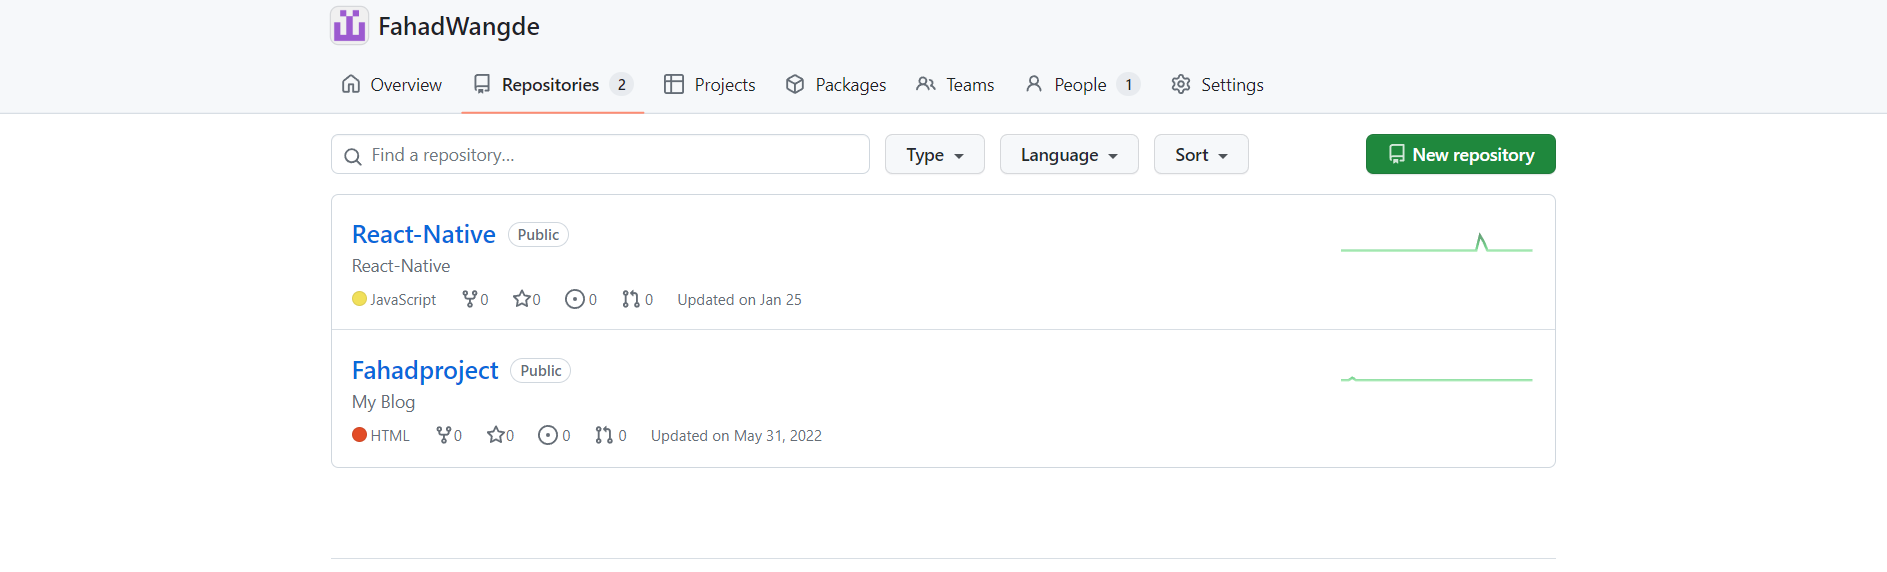 FahadWangde
Overview Repositories 2 Projects Packages Teams People 1 Settings
Find a repository... Type Language Sort New repository
React-Native Public
React-Native
JavaScript 0 0 0 0 Updated on Jan 25
Fahadproject Public
My Blog
HTML 0 0 0 0 Updated on May 31, 2022